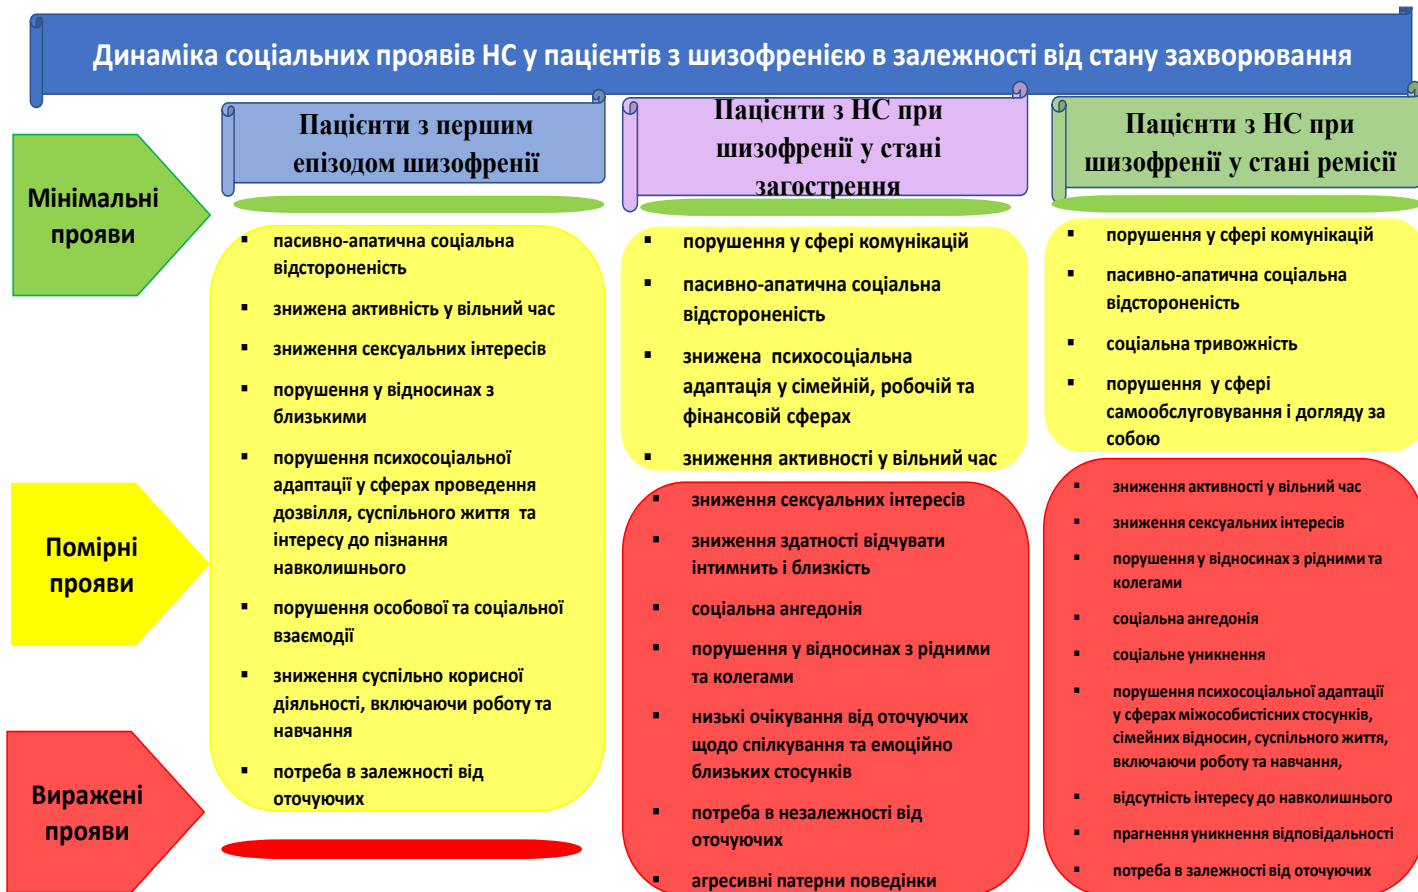 Динаміка соціальних проявів НС у пацієнтів з шизофренією в залежності від стану захворювання
Мінімальні
прояви
Помірні
прояви
Виражені
прояви
Пацієнти з першим
епізодом шизофренії
пасивно-апатична соціальна
відстороненість
знижена активність у вільний час
зниження сексуальних інтересів
порушення у відносинах з
близькими
порушення психосоціальної
адаптації у сферах проведення
дозвілля, суспільного життя та
інтересу до пізнання
навколишнього
порушення особової та соціальної
взаємодії
зниження суспільно корисної
діяльності, включаючи роботу та
навчання
потреба в залежності від
оточуючих
Пацієнти з НС при
шизофренії у стані
загострення
порушення у сфері комунікацій
пасивно-апатична соціальна
відстороненість
знижена психосоціальна
адаптація у сімейній, робочій та
фінансовій сферах
зниження активності у вільний час
зниження сексуальних інтересів
зниження здатності відчувати
інтимнить і близкість
соціальна ангедонія
порушення у відносинах з рідними
та колегами
низькі очікування від оточуючих
щодо спілкування та емоційно
близьких стосунків
потреба в незалежності від
оточуючих
агресивні патерни поведінки
Пацієнти з НС при
шизофренії у стані ремісії
порушення у сфері комунікацій
пасивно-апатична соціальна
відстороненість
соціальна тривожність
порушення у сфері
самообслуговування і догляду за
собою
зниження активності у вільний час
зниження сексуальних інтересів
порушення у відносинах з рідними та
колегами
соціальна ангедонія
соціальне уникнення
порушення психосоціальної адаптації
у сферах міжособистісних стосунків,
сімейних відносин, суспільного життя,
включаючи роботу та навчання,
відсутність інтересу до навколишнього
прагнення уникнення відповідальності
потреба в залежності від оточуючих